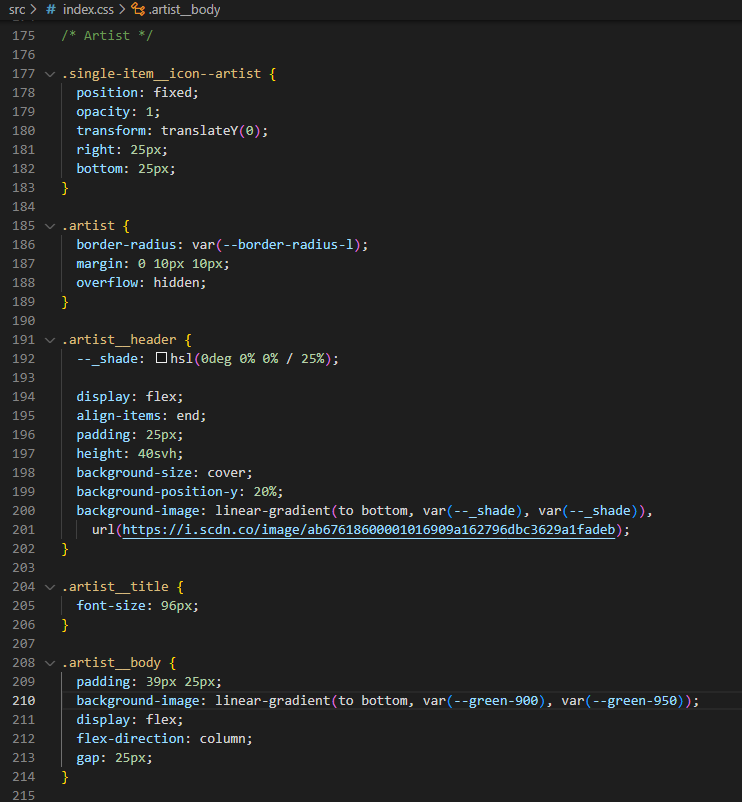 src > # index.css > .artist__body
175 /* Artist */
176
177 .single-item__icon--artist {
178 position: fixed;
179 opacity: 1;
180 transform: translateY(0);
181 right: 25px;
182 bottom: 25px;
183 }
184
185 .artist {
186 border-radius: var(--border-radius-l);
187 margin: 0 10px 10px;
188 overflow: hidden;
189 }
190
191 .artist__header {
192 --_shade: hsl(0deg 0% 0% / 25%);
193
194 display: flex;
195 align-items: end;
196 padding: 25px;
197 height: 40svh;
198 background-size: cover;
199 background-position-y: 20%;
200 background-image: linear-gradient(to bottom, var(--_shade), var(--_shade)),
201 url(https://i.scdn.co/image/ab67618600001016909a162796dbc3629a1fadeb);
202 }
203
204 .artist__title {
205 font-size: 96px;
206 }
207
208 .artist__body {
209 padding: 39px 25px;
210 background-image: linear-gradient(to bottom, var(--green-900), var(--green-950));
211 display: flex;
212 flex-direction: column;
213 gap: 25px;
214 }
215